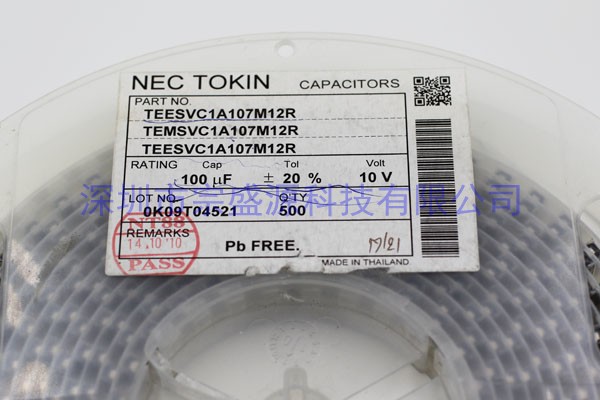 NEC TOKIN CAPACITORS
PART NO.
TEESVC1A107M12R
TEMSVC1A107M12R
TEESVC1A107M12R
RATING Cap Tol Volt
100 μF ± 20 % 10 V
深圳市宗盛源科技有限公司
LOT NO. Q'TY
0K09T04521 500
NT88
REMARKS
14.10.'10
PASS
Pb FREE.
MADE IN THAILAND